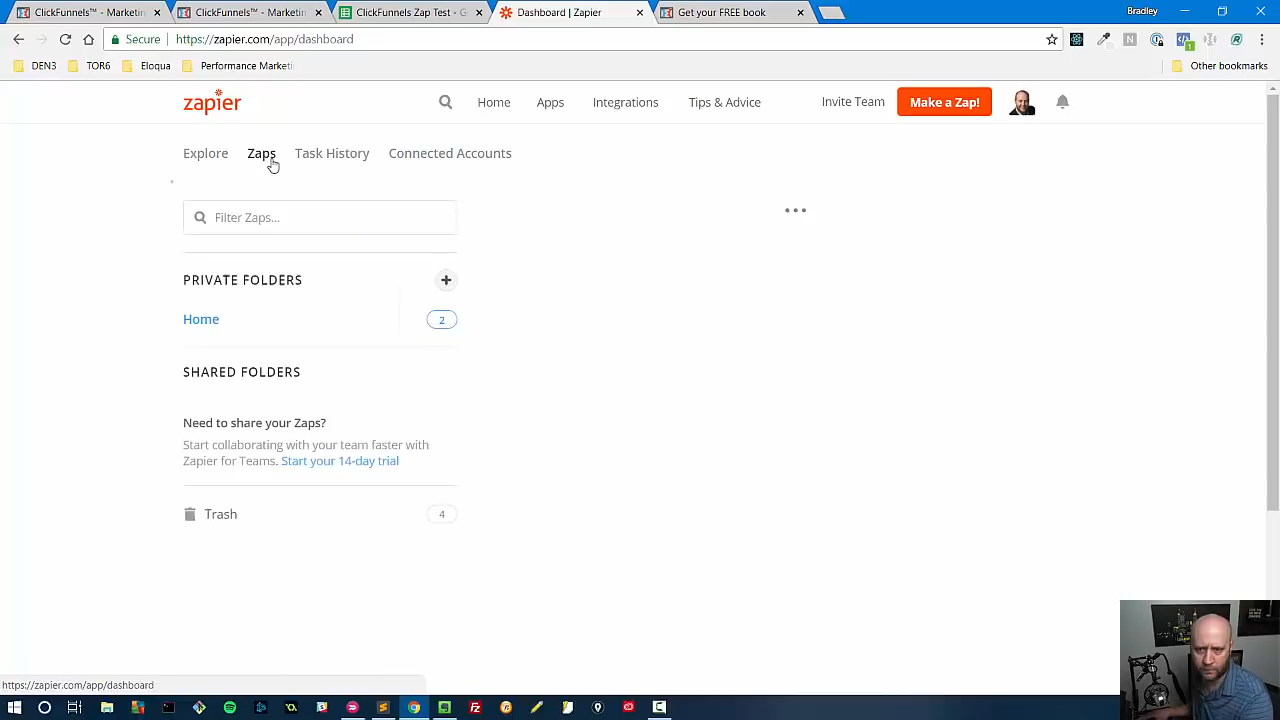 ClickFunnels™ - Marketin
ClickFunnels™ - Marketin
ClickFunnels Zap Test - G
Dashboard | Zapier
Get your FREE book
Bradley
Secure
https://zapier.com/app/dashboard
DEN3
TOR6
Eloqua
Performance Marketi
Other bookmarks
zapier
Home
Apps
Integrations
Tips & Advice
Invite Team
Make a Zap!
Explore
Zaps
Task History
Connected Accounts
Filter Zaps...
PRIVATE FOLDERS
Home
2
SHARED FOLDERS
Need to share your Zaps?
Start collaborating with your team faster with
Zapier for Teams. Start your 14-day trial
Trash
4
https://zapier.com/app/dashboard